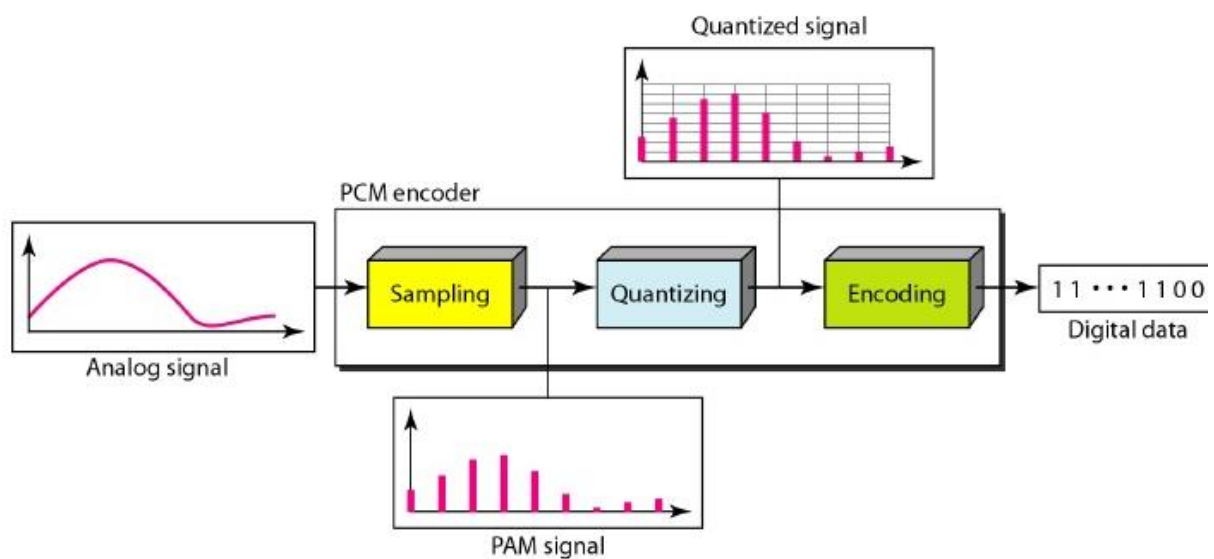 Quantized signal
PCM encoder
Sampling
Quantizing
Encoding
11 ··· 1100
Digital data
Analog signal
PAM signal